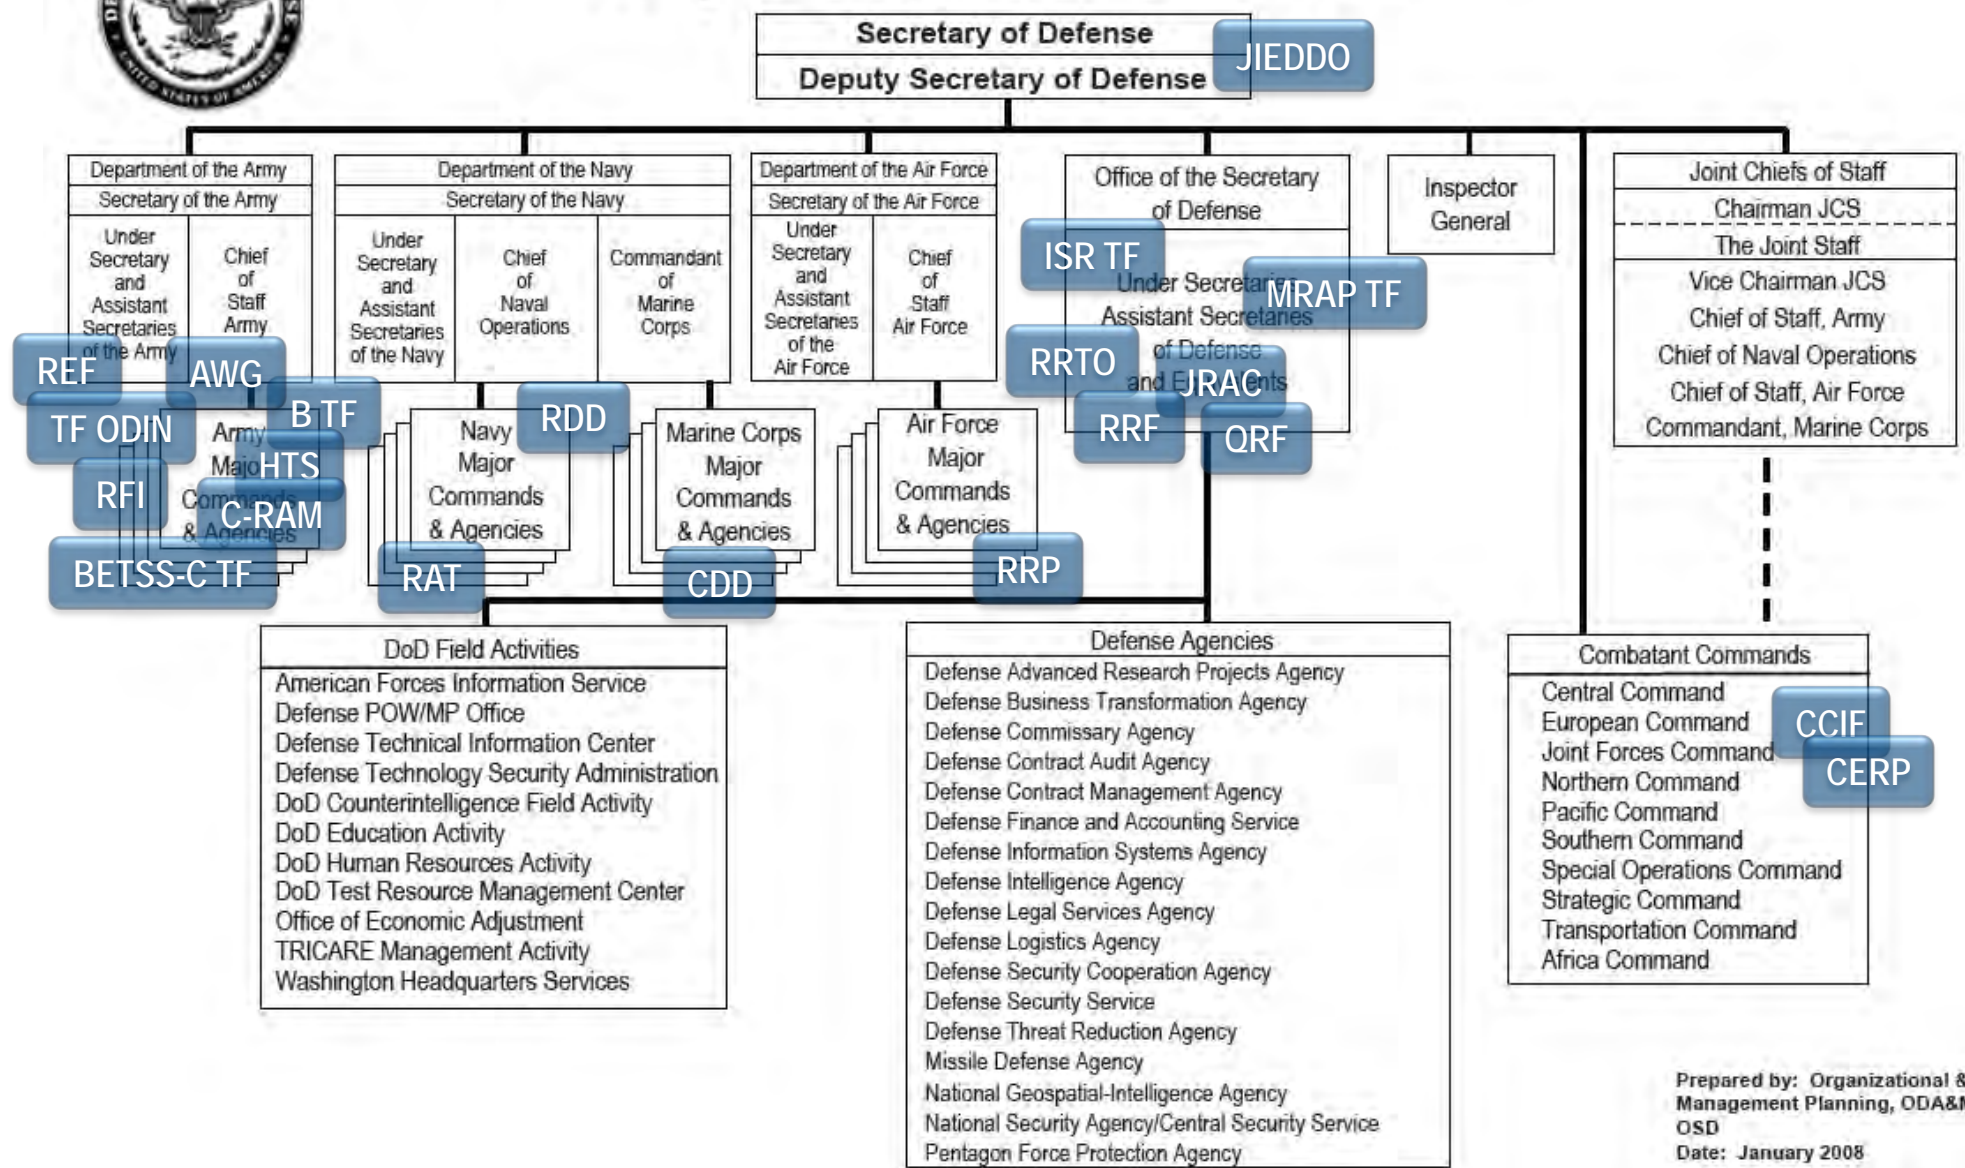 UNITED STATES OF AMERICA
Secretary of Defense
Deputy Secretary of Defense
JIEDDO
Department of the Army
Secretary of the Army
Under
Secretary
and
Assistant
Secretaries
of the Army
Chief
of
Staff
Army
Department of the Navy
Secretary of the Navy
Under
Secretary
and
Assistant
Secretaries
of the Navy
Chief
of
Naval
Operations
Commandant
of
Marine
Corps
Department of the Air Force
Secretary of the Air Force
Under
Secretary
and
Assistant
Secretaries
of the
Air Force
Chief
of
Staff
Air Force
Office of the Secretary
of Defense
Under Secretaries
Assistant Secretaries
of Defense
and Equivalents
ISR TF
MRAP TF
RRTO
JRAC
RRF
QRF
Inspector
General
Joint Chiefs of Staff
Chairman JCS
The Joint Staff
Vice Chairman JCS
Chief of Staff, Army
Chief of Naval Operations
Chief of Staff, Air Force
Commandant, Marine Corps
REF
AWG
TF ODIN
B TF
HTS
RFI
C-RAM
BETSS-C TF
Army
Major
Commands
& Agencies
Navy
Major
Commands
& Agencies
RDD
RAT
Marine Corps
Major
Commands
& Agencies
CDD
Air Force
Major
Commands
& Agencies
RRP
DoD Field Activities
American Forces Information Service
Defense POW/MP Office
Defense Technical Information Center
Defense Technology Security Administration
DoD Counterintelligence Field Activity
DoD Education Activity
DoD Human Resources Activity
DoD Test Resource Management Center
Office of Economic Adjustment
TRICARE Management Activity
Washington Headquarters Services
Defense Agencies
Defense Advanced Research Projects Agency
Defense Business Transformation Agency
Defense Commissary Agency
Defense Contract Audit Agency
Defense Contract Management Agency
Defense Finance and Accounting Service
Defense Information Systems Agency
Defense Intelligence Agency
Defense Legal Services Agency
Defense Logistics Agency
Defense Security Cooperation Agency
Defense Security Service
Defense Threat Reduction Agency
Missile Defense Agency
National Geospatial-Intelligence Agency
National Security Agency/Central Security Service
Pentagon Force Protection Agency
Combatant Commands
Central Command
European Command
Joint Forces Command
Northern Command
Pacific Command
Southern Command
Special Operations Command
Strategic Command
Transportation Command
Africa Command
CCIF
CERP
Prepared by: Organizational &
Management Planning, ODA&M
OSD
Date: January 2008